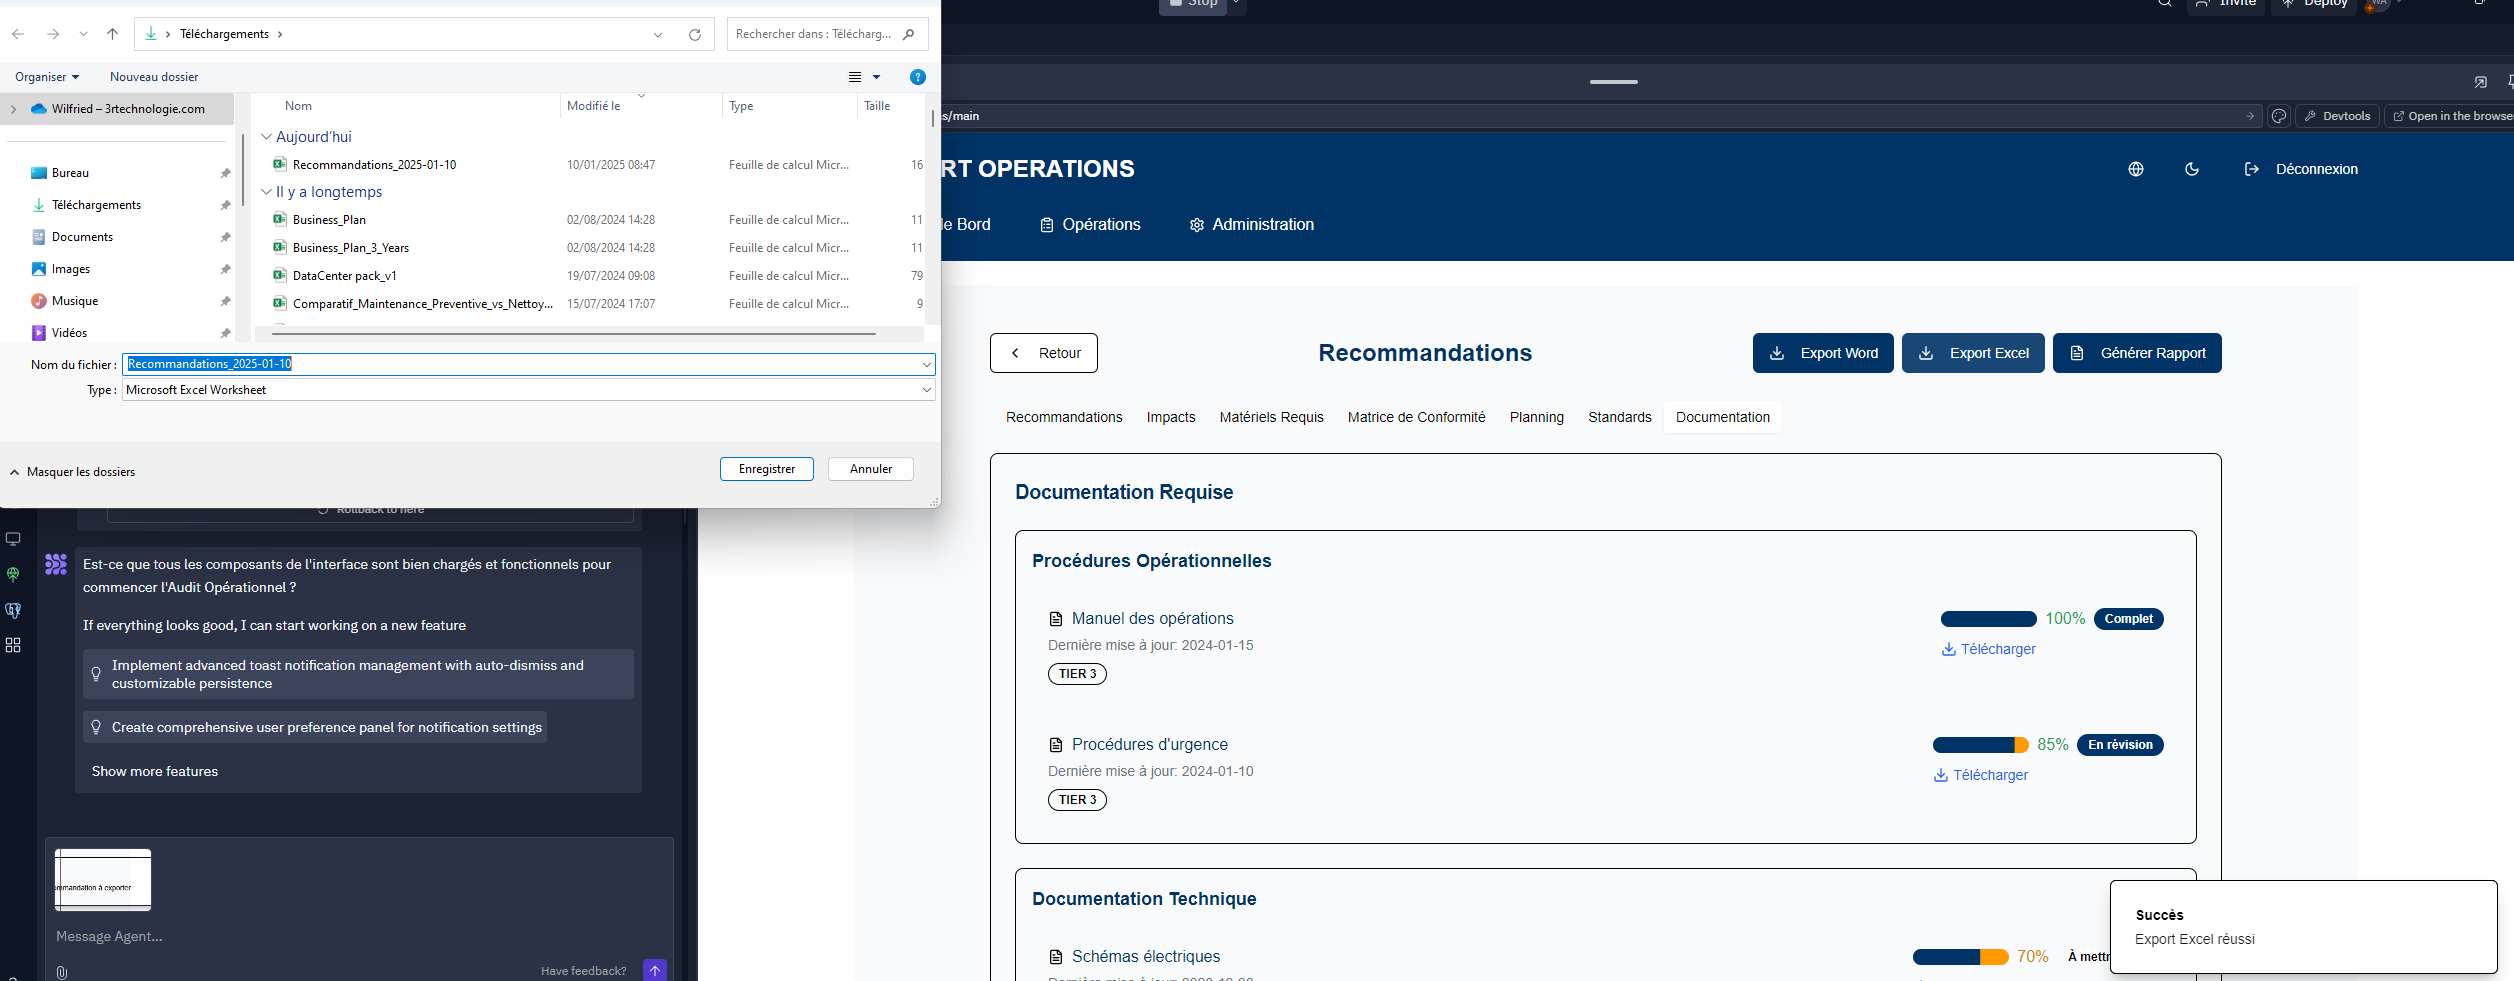 Stop
Invite
Deploy
Téléchargements
Rechercher dans : Télécharg...
Organiser
Nouveau dossier
Wilfried – 3rtechnologie.com
Bureau
Téléchargements
Documents
Images
Musique
Vidéos
Nom
Modifié le
Type
Taille
Aujourd'hui
Recommandations_2025-01-10
10/01/2025 08:47
Feuille de calcul Micr...
16
Il y a longtemps
Business_Plan
02/08/2024 14:28
Feuille de calcul Micr...
11
Business_Plan_3_Years
02/08/2024 14:28
Feuille de calcul Micr...
11
DataCenter pack_v1
19/07/2024 09:08
Feuille de calcul Micr...
79
Comparatif_Maintenance_Preventive_vs_Nettoy...
15/07/2024 17:07
Feuille de calcul Micr...
9
Nom du fichier :
Recommandations_2025-01-10
Type :
Microsoft Excel Worksheet
Masquer les dossiers
Enregistrer
Annuler
Rollback to here
Est-ce que tous les composants de l'interface sont bien chargés et fonctionnels pour
commencer l'Audit Opérationnel ?
If everything looks good, I can start working on a new feature
Implement advanced toast notification management with auto-dismiss and
customizable persistence
Create comprehensive user preference panel for notification settings
Show more features
mmandation à exporter
Message Agent...
Have feedback?
s/main
Devtools
Open in the browse
RT OPERATIONS
Déconnexion
le Bord
Opérations
Administration
Retour
Recommandations
Export Word
Export Excel
Générer Rapport
Recommandations
Impacts
Matériels Requis
Matrice de Conformité
Planning
Standards
Documentation
Documentation Requise
Procédures Opérationnelles
Manuel des opérations
100%
Complet
Dernière mise à jour: 2024-01-15
Télécharger
TIER 3
Procédures d'urgence
85%
En révision
Dernière mise à jour: 2024-01-10
Télécharger
TIER 3
Documentation Technique
Schémas électriques
70%
À mettr
Succès
Export Excel réussi